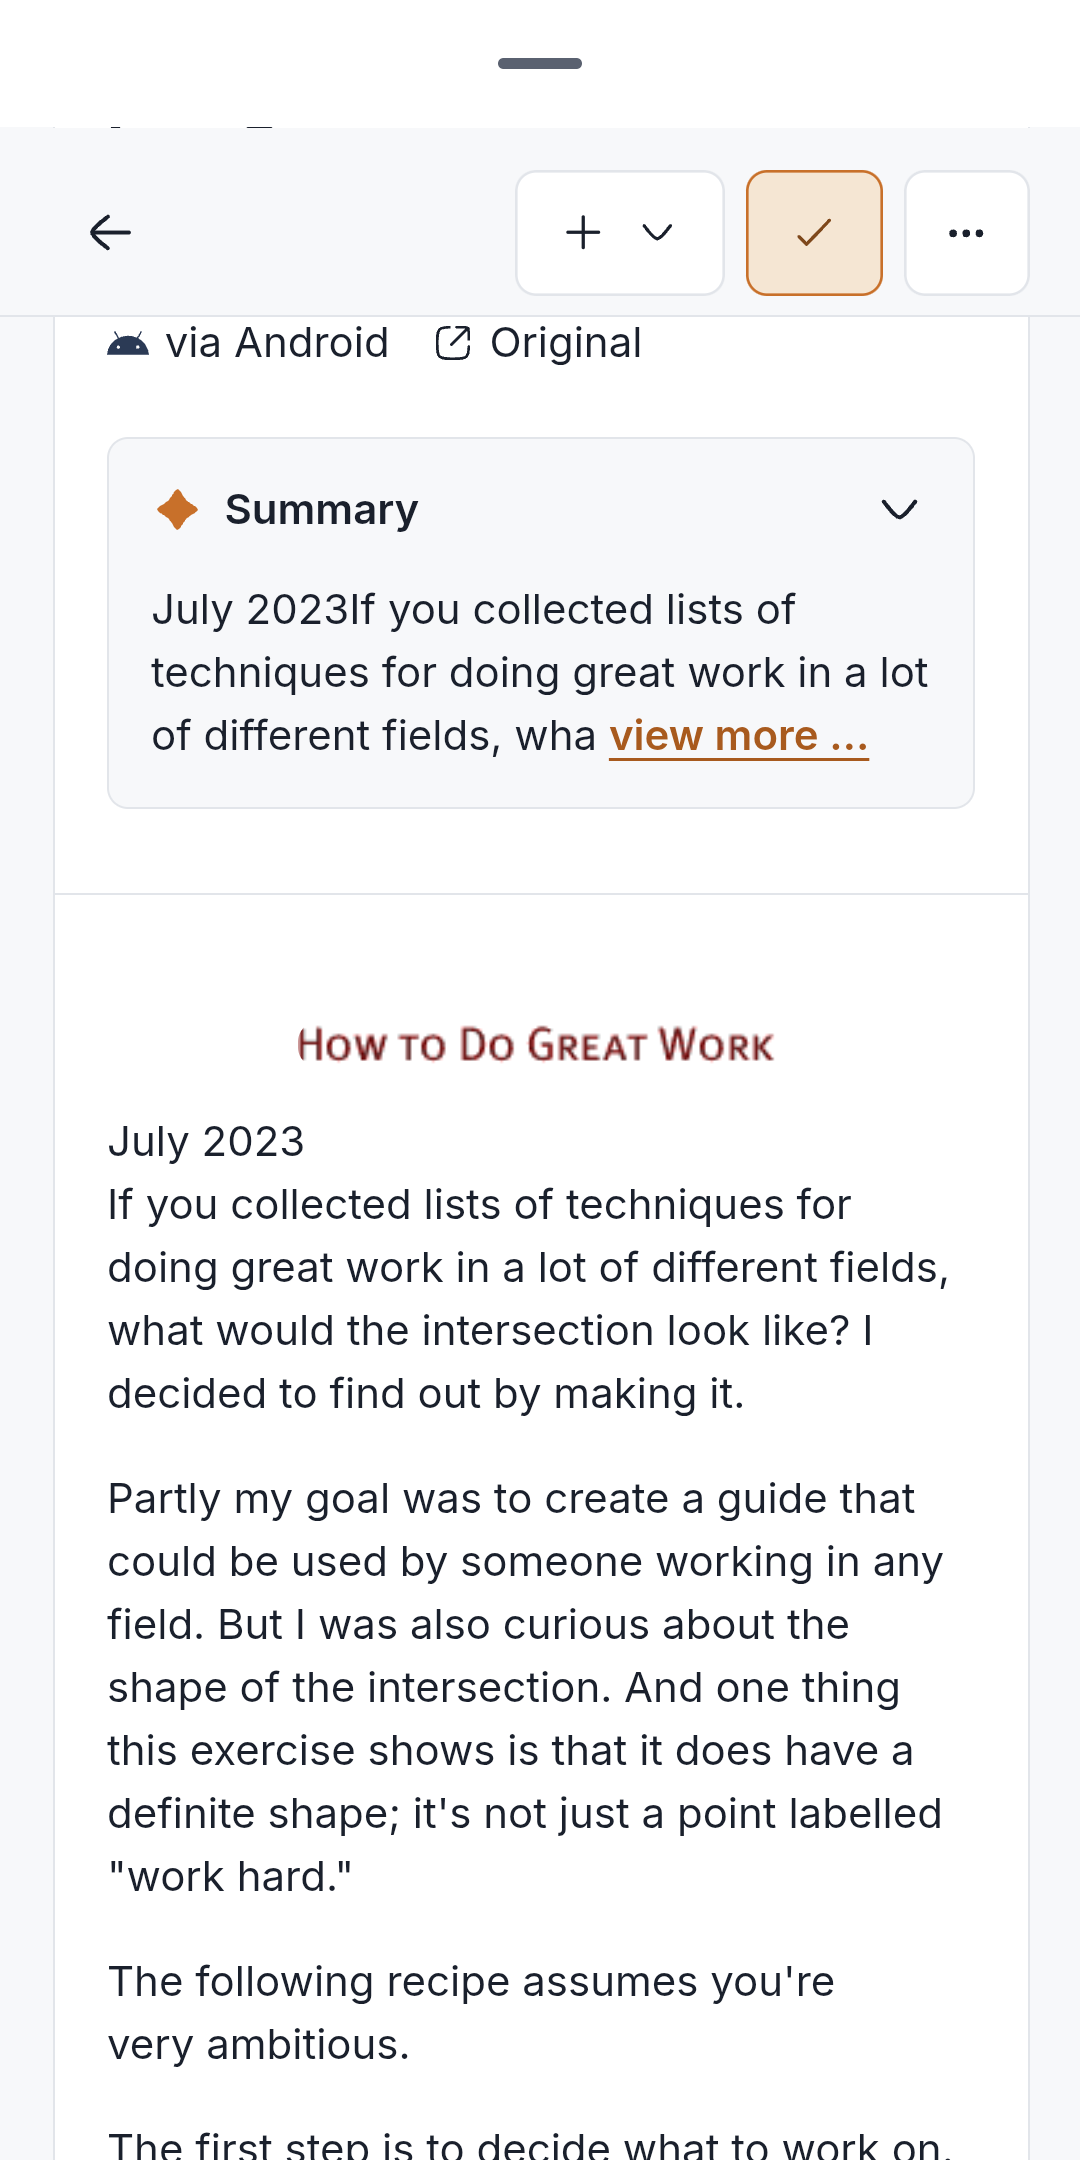 via Android Original
Summary
July 2023If you collected lists of
techniques for doing great work in a lot
of different fields, wha view more ...
How to Do Great Work
July 2023
If you collected lists of techniques for
doing great work in a lot of different fields,
what would the intersection look like? I
decided to find out by making it.
Partly my goal was to create a guide that
could be used by someone working in any
field. But I was also curious about the
shape of the intersection. And one thing
this exercise shows is that it does have a
definite shape; it's not just a point labelled
"work hard."
The following recipe assumes you're
very ambitious.
The first step is to decide what to work on.